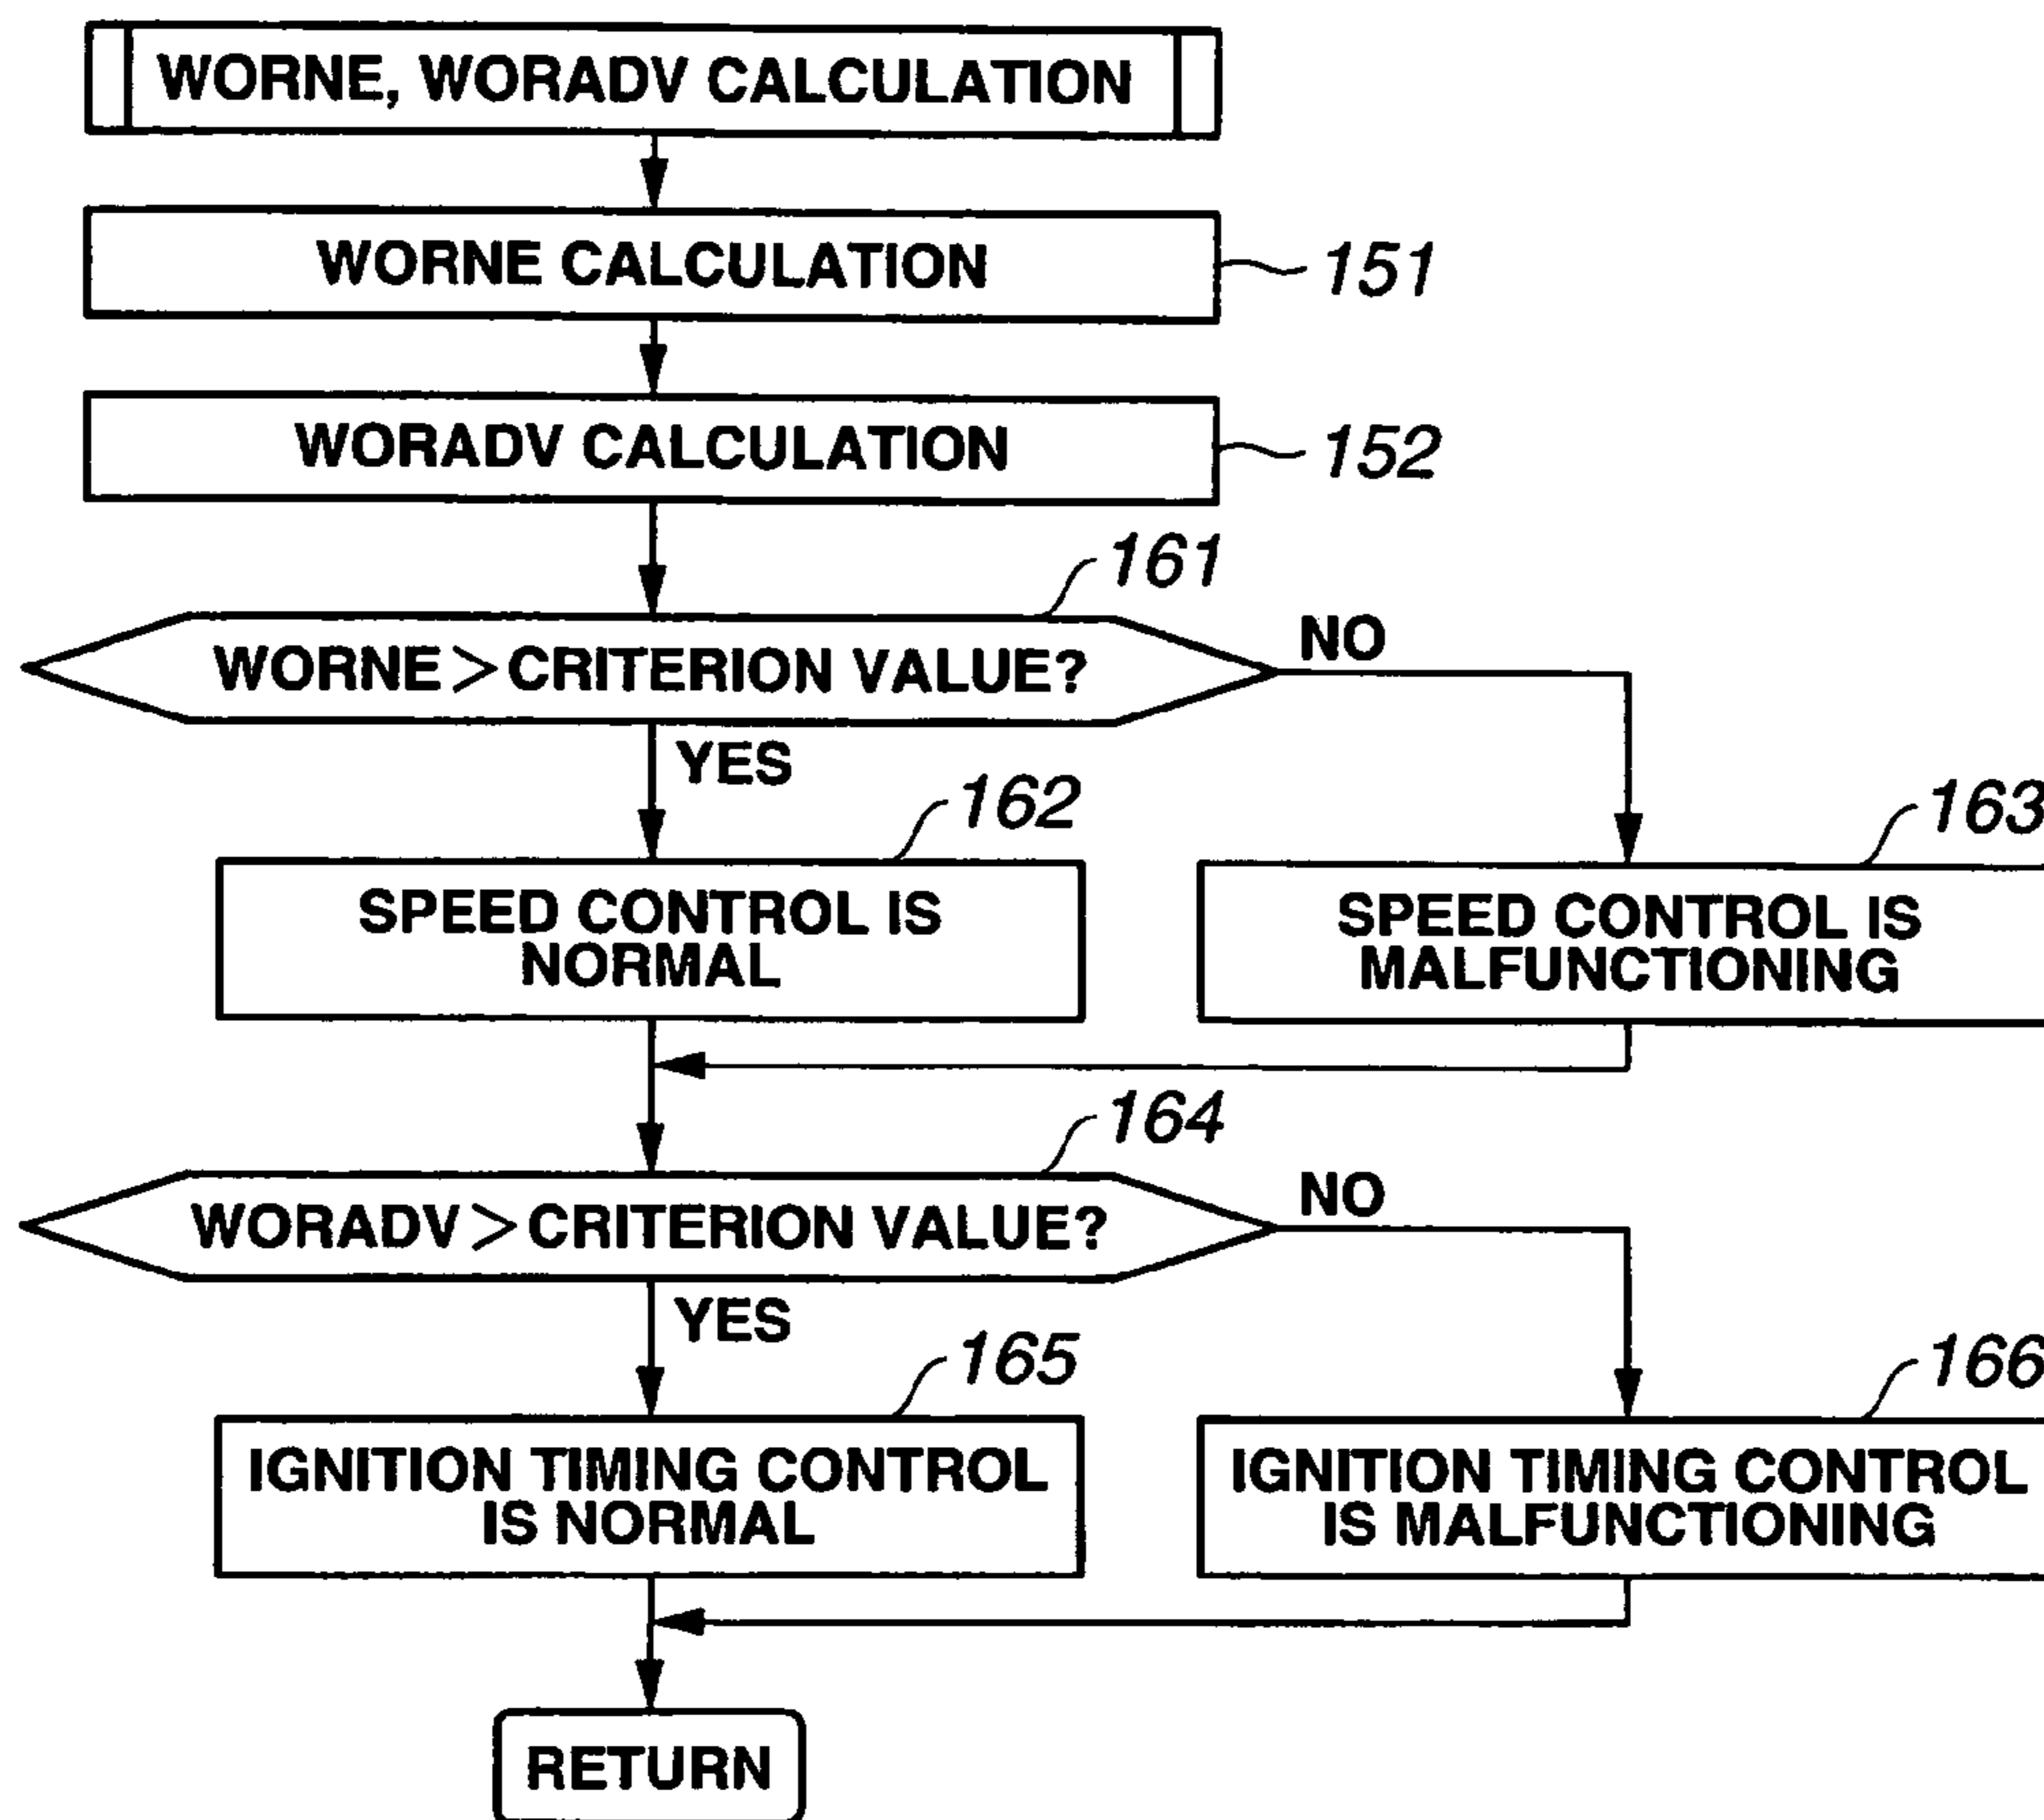 WORNE, WORADV CALCULATION
WORNE CALCULATION
151
WORADV CALCULATION
152
161
WORNE > CRITERION VALUE?
NO
YES
162
163
SPEED CONTROL IS
NORMAL
SPEED CONTROL IS
MALFUNCTIONING
164
WORADV > CRITERION VALUE?
NO
YES
165
166
IGNITION TIMING CONTROL
IS NORMAL
IGNITION TIMING CONTROL
IS MALFUNCTIONING
RETURN